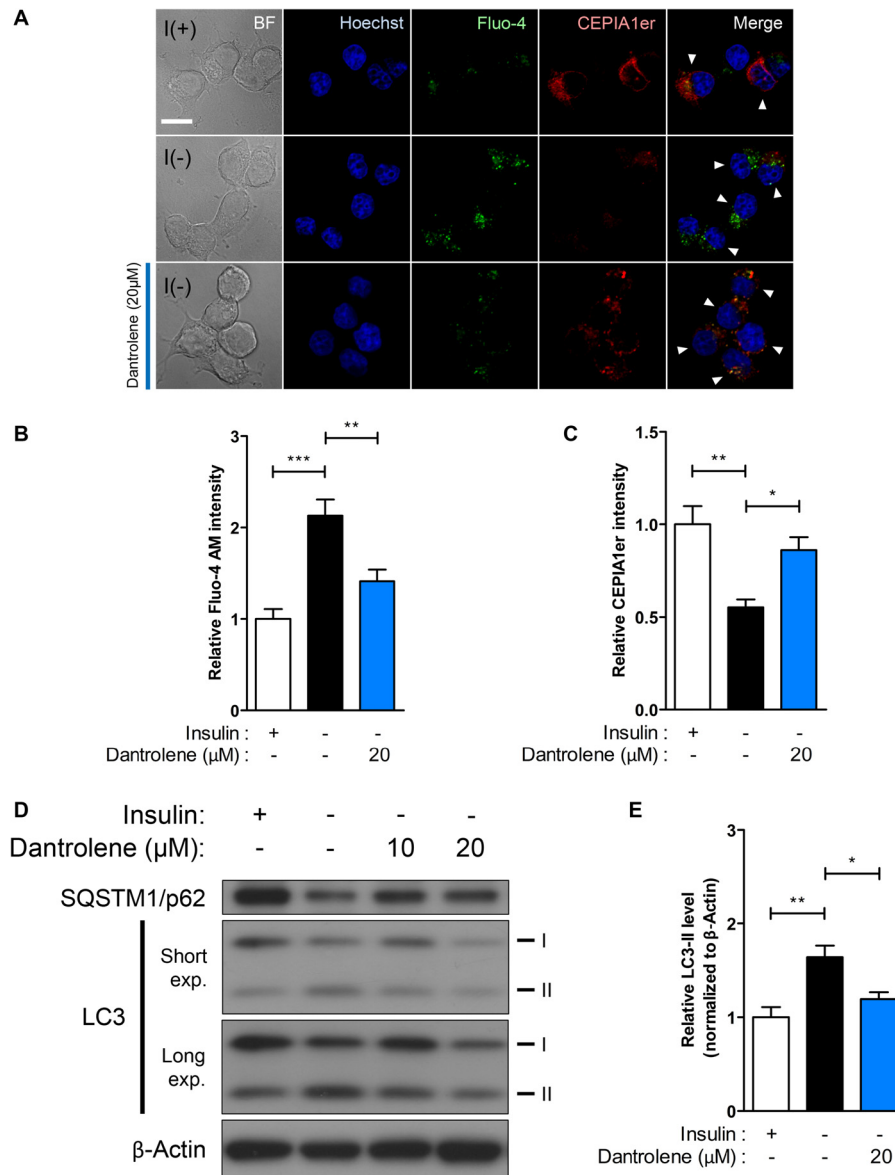 A
I(+)
BF
Hoechst
Fluo-4
CEPIA1er
Merge
I(-)
Dantrolene (20µM)
I(-)
B
Relative Fluo-4 AM intensity
3
2
1
0
***
**
Insulin : + - -
Dantrolene (µM) : - - 20
C
Relative CEPIA1er intensity
1.5
1.0
0.5
0.0
**
*
Insulin : + - -
Dantrolene (µM) : - - 20
D
Insulin: + - - -
Dantrolene (µM): - - 10 20
SQSTM1/p62
LC3
Short
exp.
I
II
Long
exp.
I
II
β-Actin
E
Relative LC3-II level
(normalized to β-Actin)
3
2
1
0
**
*
Insulin : + - -
Dantrolene (µM) : - - 20